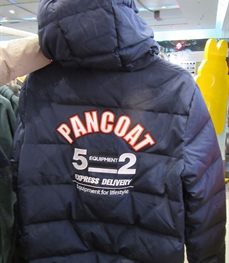 PANCOAT
5 EQUIPMENT 2
EXPRESS DELIVERY
Equipment for lifestyle